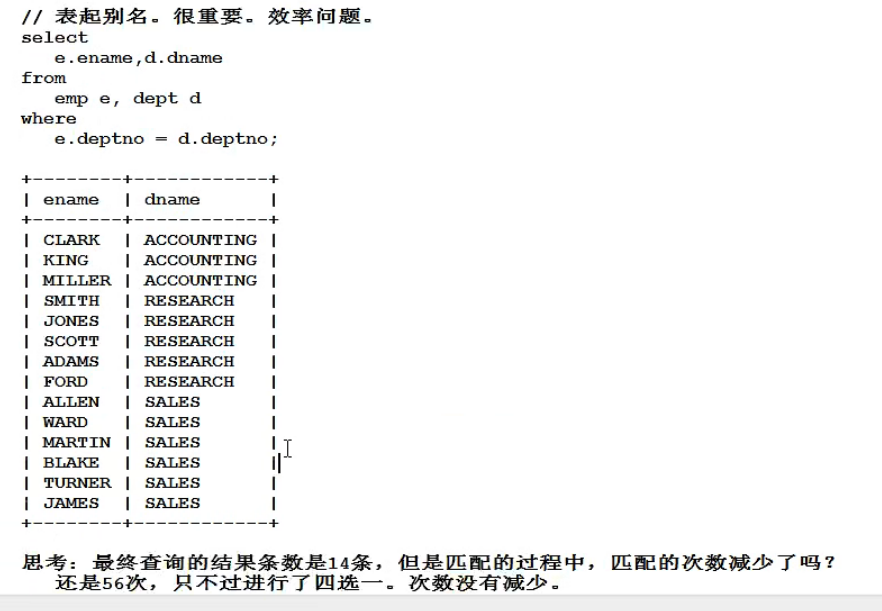 // 表起别名。很重要。效率问题。
select
e.ename,d.dname
from
emp e, dept d
where
e.deptno = d.deptno;
+--------+------------+
| ename | dname |
+--------+------------+
| CLARK | ACCOUNTING |
| KING | ACCOUNTING |
| MILLER | ACCOUNTING |
| SMITH | RESEARCH |
| JONES | RESEARCH |
| SCOTT | RESEARCH |
| ADAMS | RESEARCH |
| FORD | RESEARCH |
| ALLEN | SALES |
| WARD | SALES |
| MARTIN | SALES |
| BLAKE | SALES |
| TURNER | SALES |
| JAMES | SALES |
+--------+------------+
思考：最终查询的结果条数是14条，但是匹配的过程中，匹配的次数减少了吗？
还是56次，只不过进行了四选一。次数没有减少。